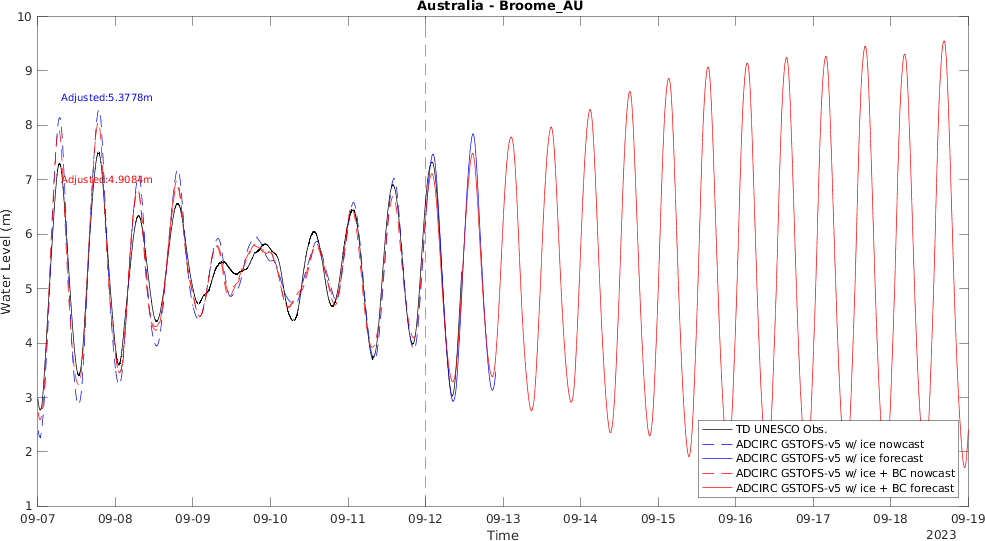 Australia - Broome_AU
10
9
8
7
6
5
4
3
2
1
Water Level (m)
Adjusted:5.3778m
Adjusted:4.9084m
TD UNESCO Obs.
ADCIRC GSTOFS-v5 w/ ice nowcast
ADCIRC GSTOFS-v5 w/ ice forecast
ADCIRC GSTOFS-v5 w/ ice + BC nowcast
ADCIRC GSTOFS-v5 w/ ice + BC forecast
09-07 09-08 09-09 09-10 09-11 09-12 09-13 09-14 09-15 09-16 09-17 09-18 09-19
Time
2023